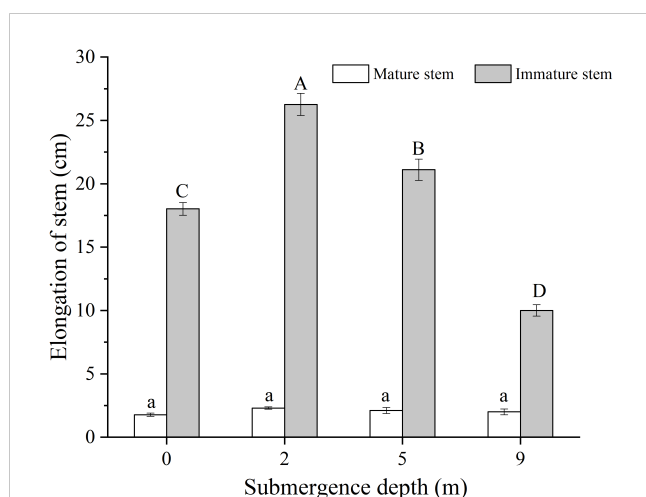 30
Mature stem Immature stem
A
25
B
20
C
15
Elongation of stem (cm)
10
D
5
a a a a
0
0 2 5 9
Submergence depth (m)